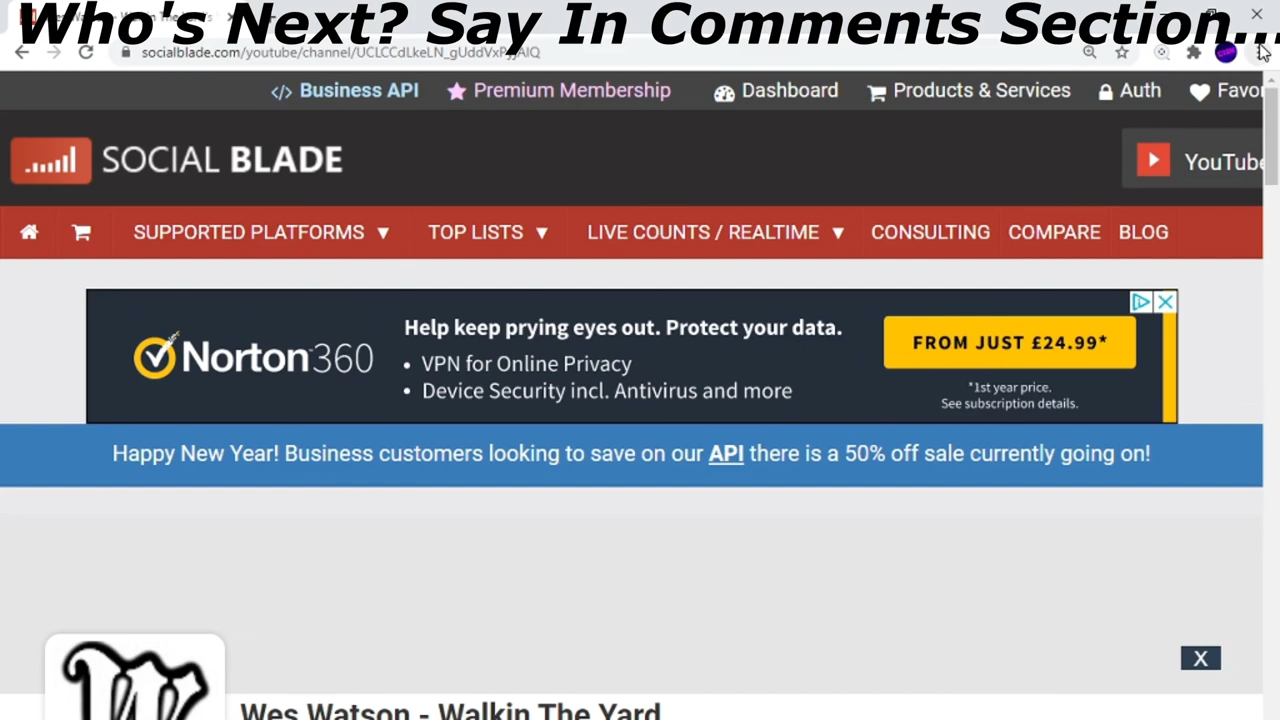 Who's Next? Say In Comments Section...
socialblade.com/youtube/channel/
Business API
Premium Membership
Dashboard
Products & Services
Auth
Favor
SOCIAL BLADE
YouTube
SUPPORTED PLATFORMS ▼
TOP LISTS ▼
LIVE COUNTS / REALTIME ▼
CONSULTING
COMPARE
BLOG
Norton 360
Help keep prying eyes out. Protect your data.
• VPN for Online Privacy
• Device Security incl. Antivirus and more
FROM JUST £24.99*
*1st year price.
See subscription details.
Happy New Year! Business customers looking to save on our API there is a 50% off sale currently going on!
X
W
Wes Watson - Walkin The Yard